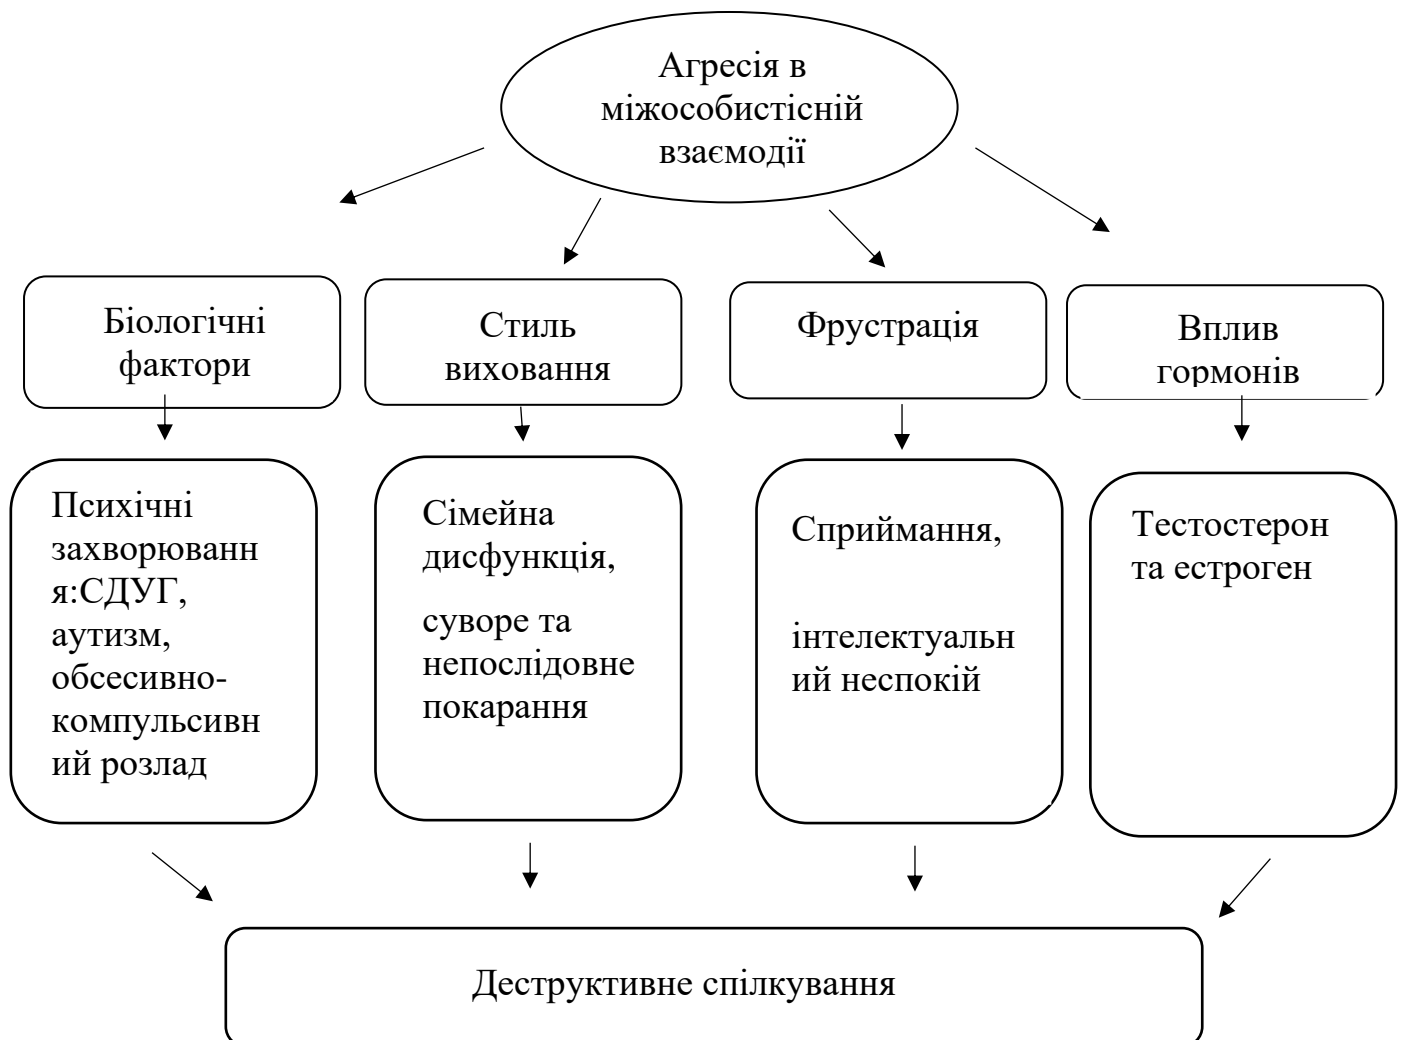 Агресія в
міжособистісній
взаємодії
Біологічні
фактори
Стиль
виховання
Фрустрація
Вплив
гормонів
Психічні
захворюванн
я:СДУГ,
аутизм,
обсесивно-
компульсивн
ий розлад
Сімейна
дисфункція,
суворе та
непослідовне
покарання
Сприймання,
інтелектуальн
ий неспокій
Тестостерон
та естроген
Деструктивне спілкування